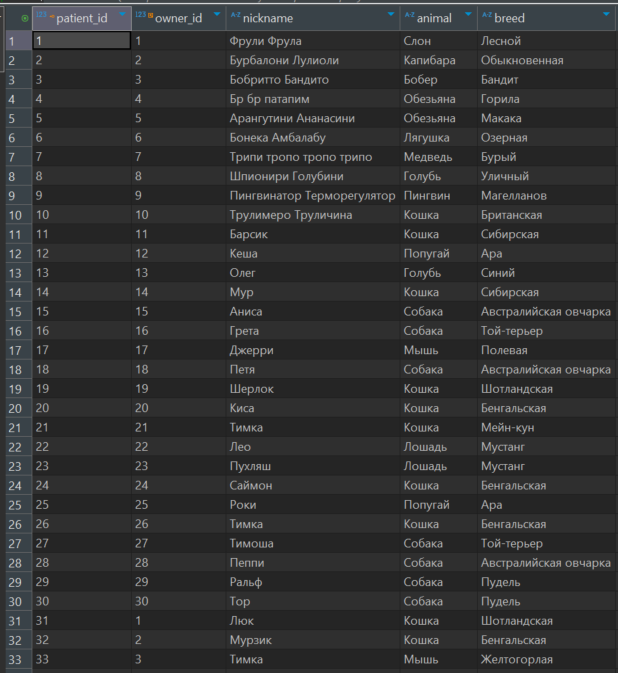 123 patient_id 123 owner_id A-Z nickname A-Z animal A-Z breed
1 1 1 Фрули Фрула Слон Лесной
2 2 2 Бурбалони Лулиоли Капибара Обыкновенная
3 3 3 Бобритто Бандито Бобер Бандит
4 4 4 Бр бр патапим Обезьяна Горила
5 5 5 Арангутини Ананасини Обезьяна Макака
6 6 6 Бонека Амбалабу Лягушка Озерная
7 7 7 Трипи тропо тропо трипо Медведь Бурый
8 8 8 Шпионири Голубини Голубь Уличный
9 9 9 Пингвинатор Терморегулятор Пингвин Магелланов
10 10 10 Трулимеро Труличина Кошка Британская
11 11 11 Барсик Кошка Сибирская
12 12 12 Кеша Попугай Ара
13 13 13 Олег Голубь Синий
14 14 14 Мур Кошка Сибирская
15 15 15 Аниса Собака Австралийская овчарка
16 16 16 Грета Собака Той-терьер
17 17 17 Джерри Мышь Полевая
18 18 18 Петя Собака Австралийская овчарка
19 19 19 Шерлок Кошка Шотландская
20 20 20 Киса Кошка Бенгальская
21 21 21 Тимка Кошка Мейн-кун
22 22 22 Лео Лошадь Мустанг
23 23 23 Пухляш Лошадь Мустанг
24 24 24 Саймон Кошка Бенгальская
25 25 25 Роки Попугай Ара
26 26 26 Тимка Кошка Бенгальская
27 27 27 Тимоша Собака Той-терьер
28 28 28 Пеппи Собака Австралийская овчарка
29 29 29 Ральф Собака Пудель
30 30 30 Тор Собака Пудель
31 31 1 Люк Кошка Шотландская
32 32 2 Мурзик Кошка Бенгальская
33 33 3 Тимка Мышь Желтогорлая